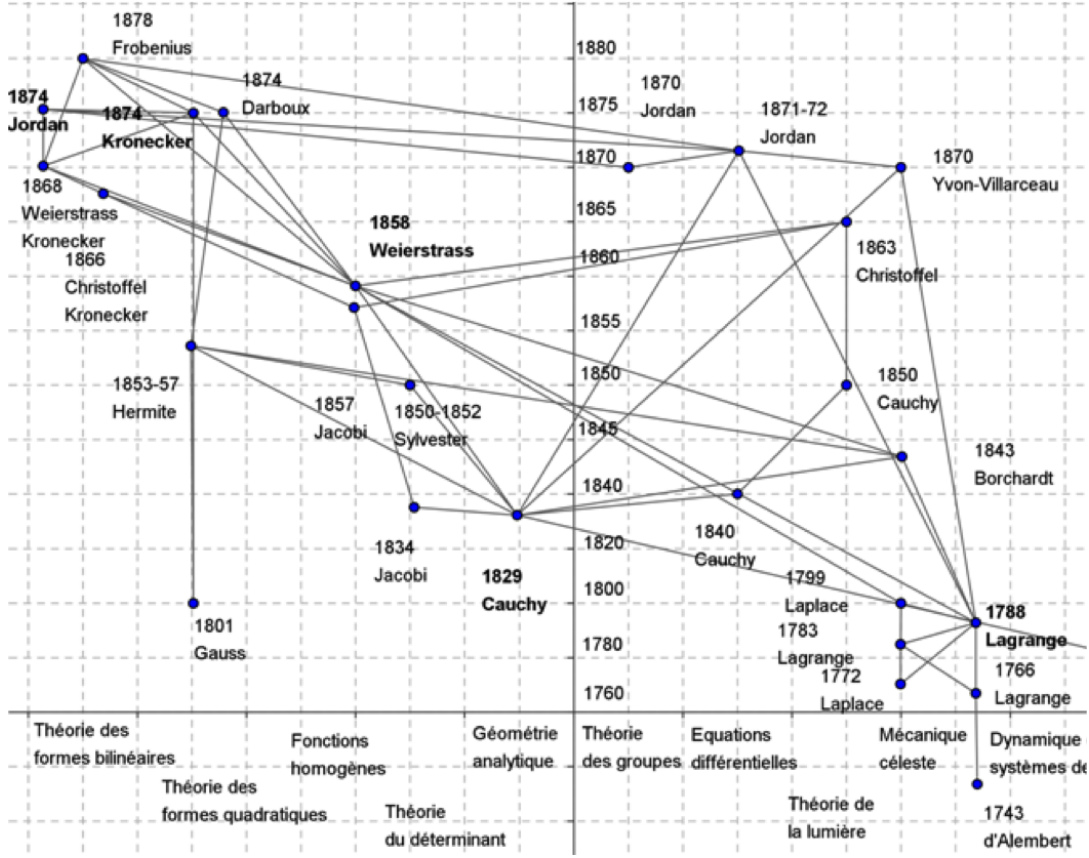 1878
Frobenius
1880
1874
Darboux
1870
Jordan
1874
Jordan
1874
Kronecker
1875
1871-72
Jordan
1870
1870
Yvon-Villarceau
1868
Weierstrass
Kronecker
1866
Christoffel
Kronecker
1858
Weierstrass
1865
1860
1863
Christoffel
1855
1853-57
Hermite
1857
Jacobi
1850-1852
Sylvester
1850
1845
1850
Cauchy
1843
Borchardt
1840
1840
Cauchy
1834
Jacobi
1829
Cauchy
1820
1799
Laplace
1800
1801
Gauss
1783
Lagrange
1788
Lagrange
1780
1772
Laplace
1766
Lagrange
1760
Théorie des
formes bilinéaires
Théorie des
formes quadratiques
Fonctions
homogènes
Théorie
du déterminant
Géométrie
analytique
Théorie
des groupes
Equations
différentielles
Théorie de
la lumière
Mécanique
céleste
Dynamique
systèmes de
1743
d'Alembert